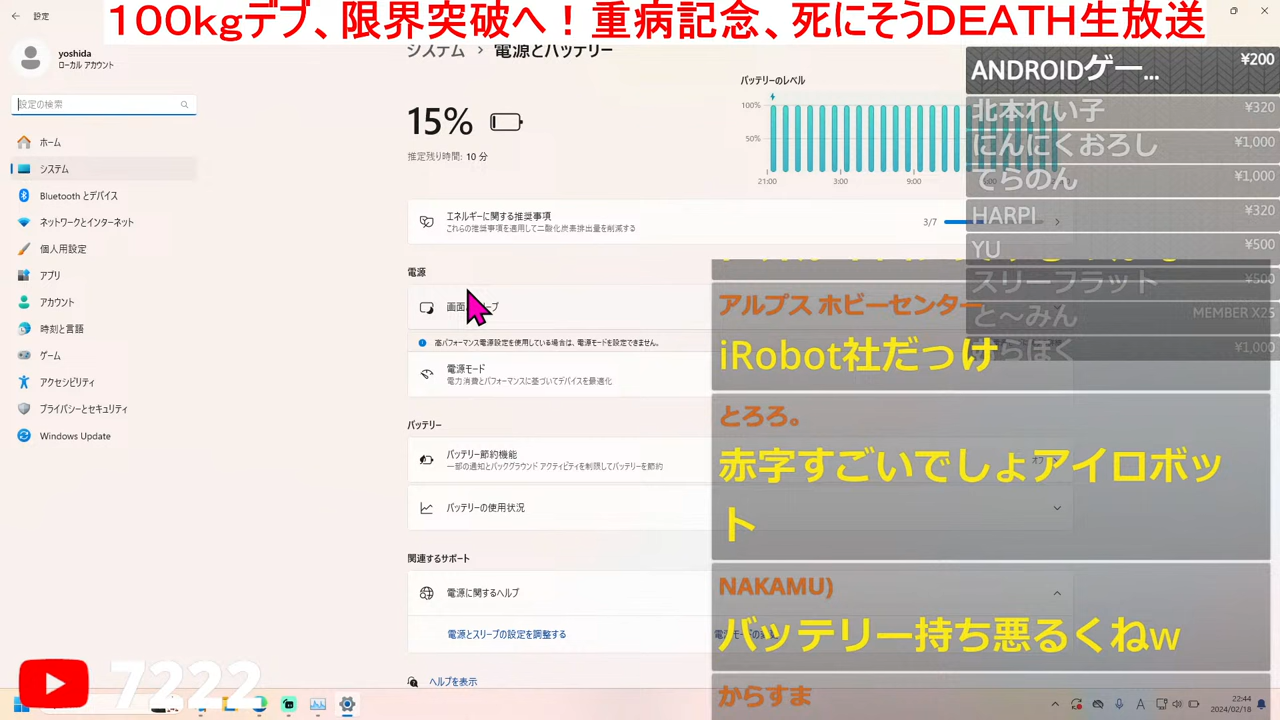 100kgデブ、限界突破へ！重病記念、死にそうDEATH生放送
設定
yoshida
ローカル アカウント
設定の検索
ホーム
システム
Bluetooth とデバイス
ネットワークとインターネット
個人用設定
アプリ
アカウント
時刻と言語
ゲーム
アクセシビリティ
プライバシーとセキュリティ
Windows Update
システム > 電源とバッテリー
15%
推定残り時間: 10 分
バッテリーのレベル
100%
50%
21:00
3:00
9:00
エネルギーに関する推奨事項
これらの推奨事項を適用して二酸化炭素排出量を削減する
3/7
電源
高パフォーマンス電源設定を使用している場合は、電源モードを設定できません。
電源モード
電力消費とパフォーマンスに基づいてデバイスを最適化
バッテリー
バッテリー節約機能
一部の通知とバックグラウンド アクティビティを制限してバッテリーを節約
バッテリーの使用状況
関連するサポート
電源に関するヘルプ
電源とスリープの設定を調整する
ヘルプを表示
ANDROIDゲー... ¥200
北本れい子 ¥320
にんにくおろし ¥1,000
てらのん ¥1,000
HARPI ¥320
YU ¥500
スリーフラット ¥500
と～みん MEMBER X25
らぼく ¥1,000
アルプス ホビーセンター
iRobot社だっけ
とろろ。
赤字すごいでしょアイロボッ
ト
NAKAMU)
バッテリー持ち悪るくねw
からすま
7222
A
22:44
2024/02/18